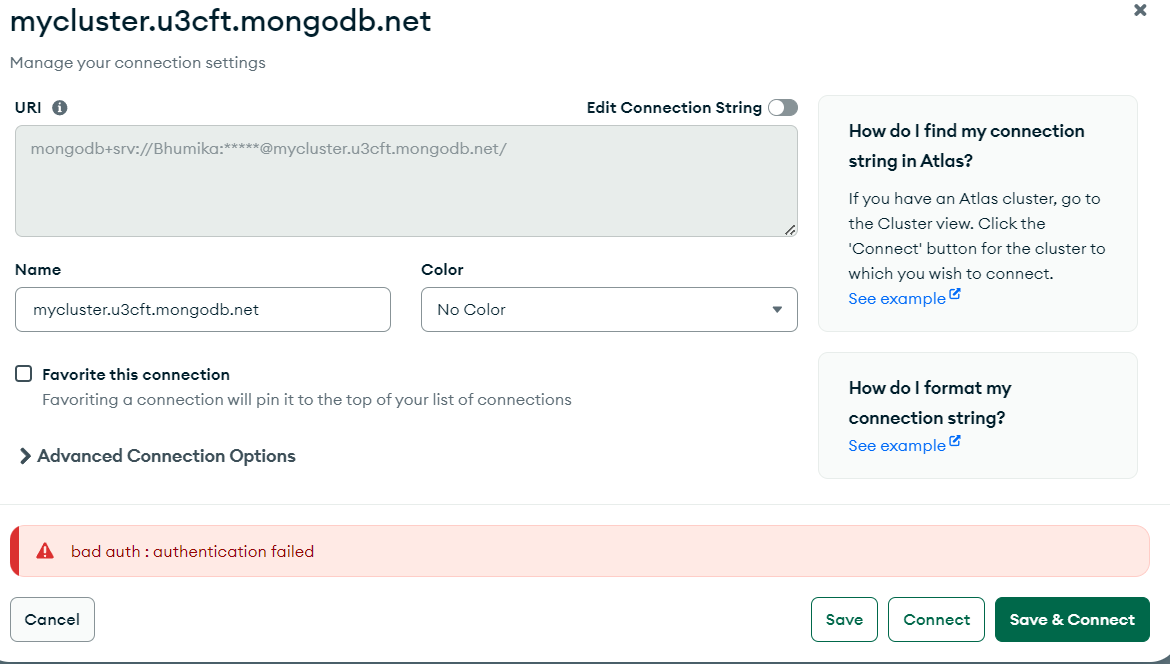 mycluster.u3cft.mongodb.net
Manage your connection settings
URI
Edit Connection String
mongodb+srv://Bhumika:*****@mycluster.u3cft.mongodb.net/
Name
Color
mycluster.u3cft.mongodb.net
No Color
Favorite this connection
Favoriting a connection will pin it to the top of your list of connections
Advanced Connection Options
How do I find my connection
string in Atlas?
If you have an Atlas cluster, go to
the Cluster view. Click the
'Connect' button for the cluster to
which you wish to connect.
See example
How do I format my
connection string?
See example
bad auth : authentication failed
Cancel
Save
Connect
Save & Connect